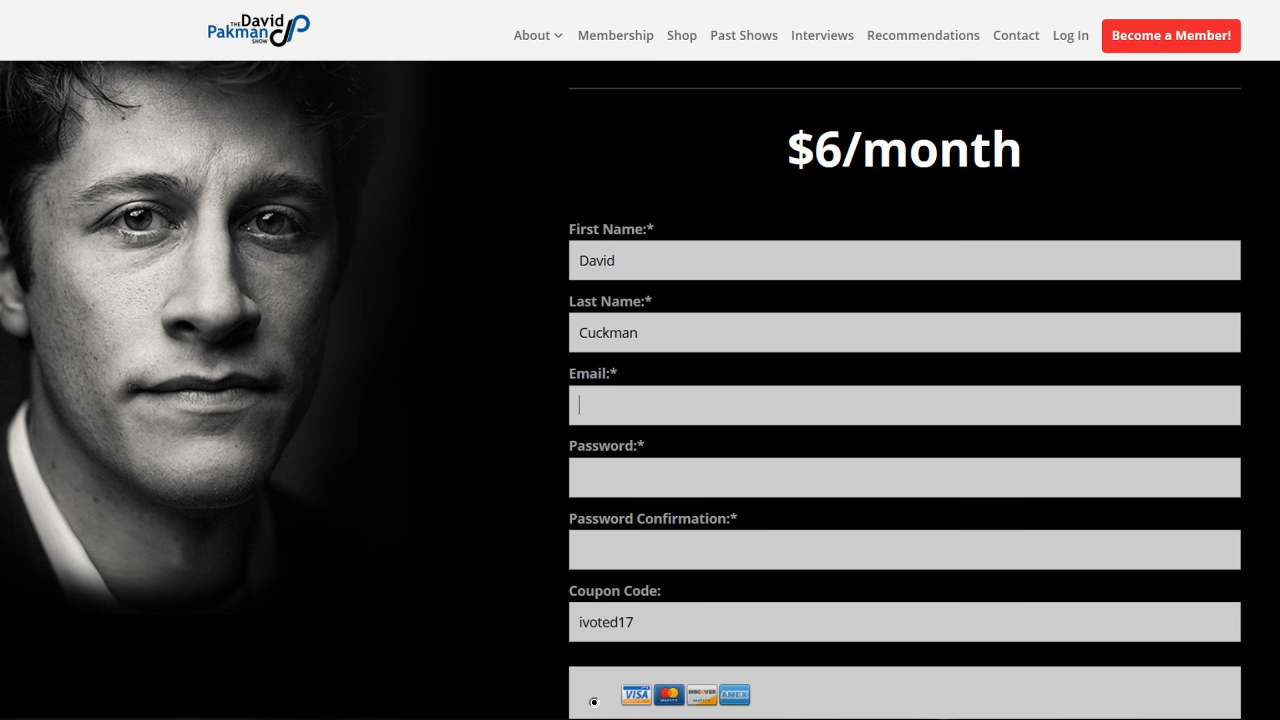 THE David
Pakman
SHOW
About
Membership
Shop
Past Shows
Interviews
Recommendations
Contact
Log In
Become a Member!
$6/month
First Name:*
David
Last Name:*
Cuckman
Email:*
Password:*
Password Confirmation:*
Coupon Code:
ivoted17
VISA
DISCOVER
AMEX